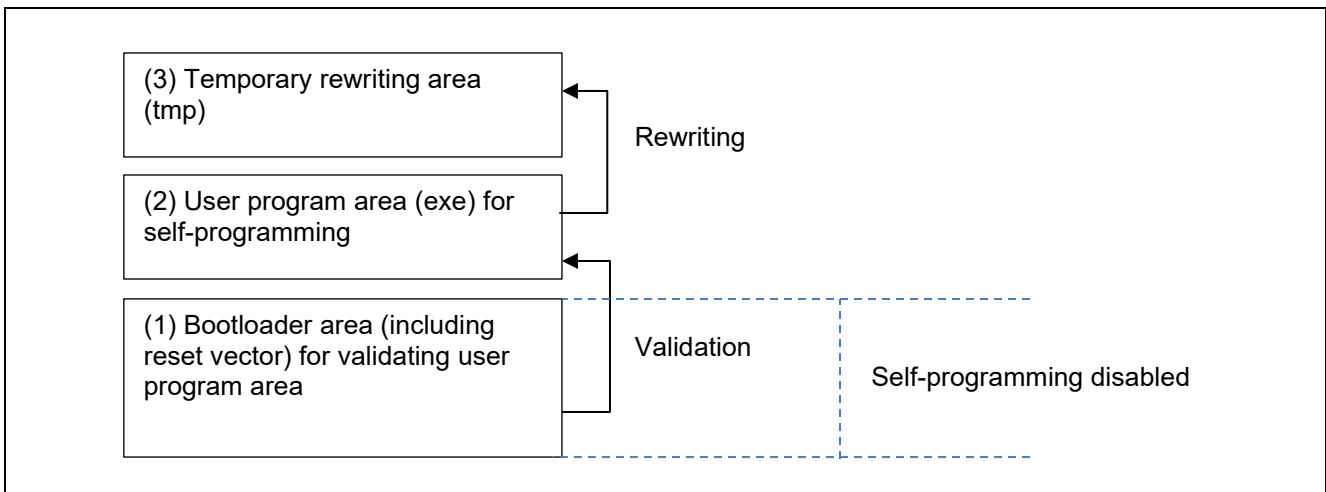 (3) Temporary rewriting area
(tmp)
Rewriting
(2) User program area (exe) for
self-programming
(1) Bootloader area (including
reset vector) for validating user
program area
Validation
Self-programming disabled